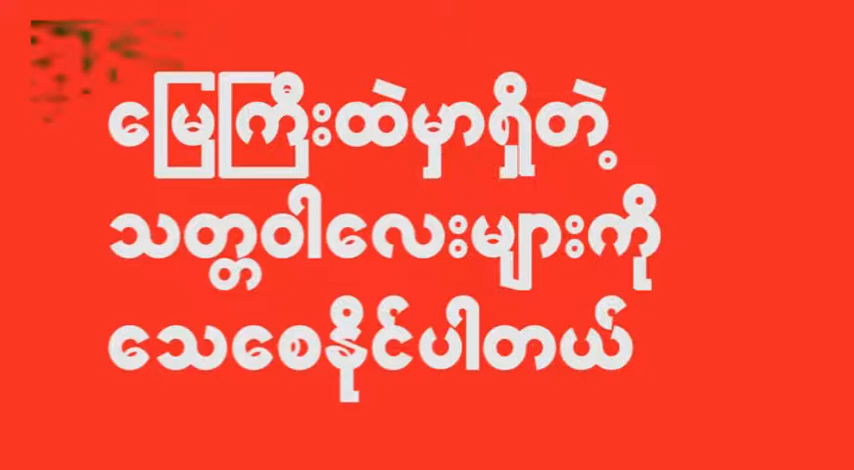 မြေကြီးထဲမှာရှိတဲ့
သတ္တဝါလေးများကို
သေစေနိုင်ပါတယ်